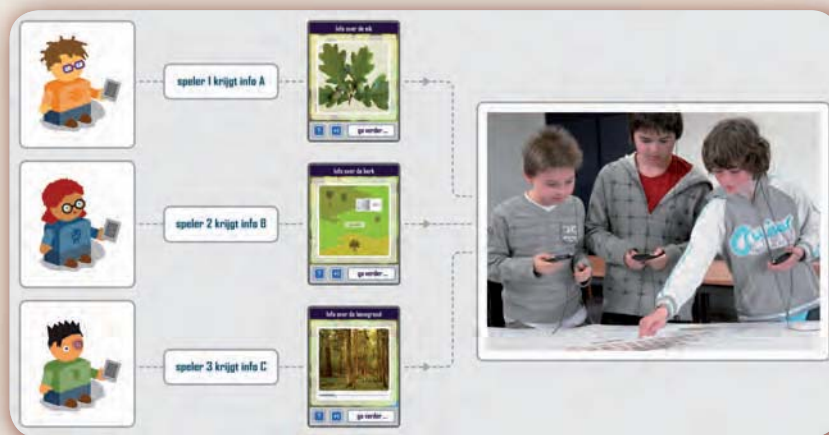 Info over de eik
speler 1 krijgt info A
ga verder ...
Info over de berk
speler 2 krijgt info B
ga verder ...
Info over de bosgrond
speler 3 krijgt info C
ga verder ...